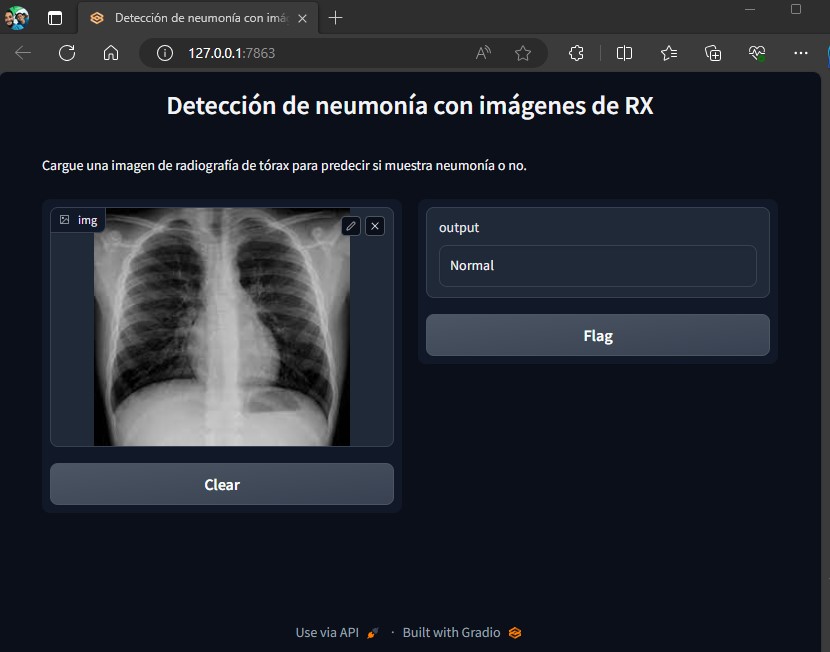 Detección de neumonía con imág
127.0.0.1:7863
Detección de neumonía con imágenes de RX
Cargue una imagen de radiografía de tórax para predecir si muestra neumonía o no.
img
output
Normal
Flag
Clear
Use via API · Built with Gradio